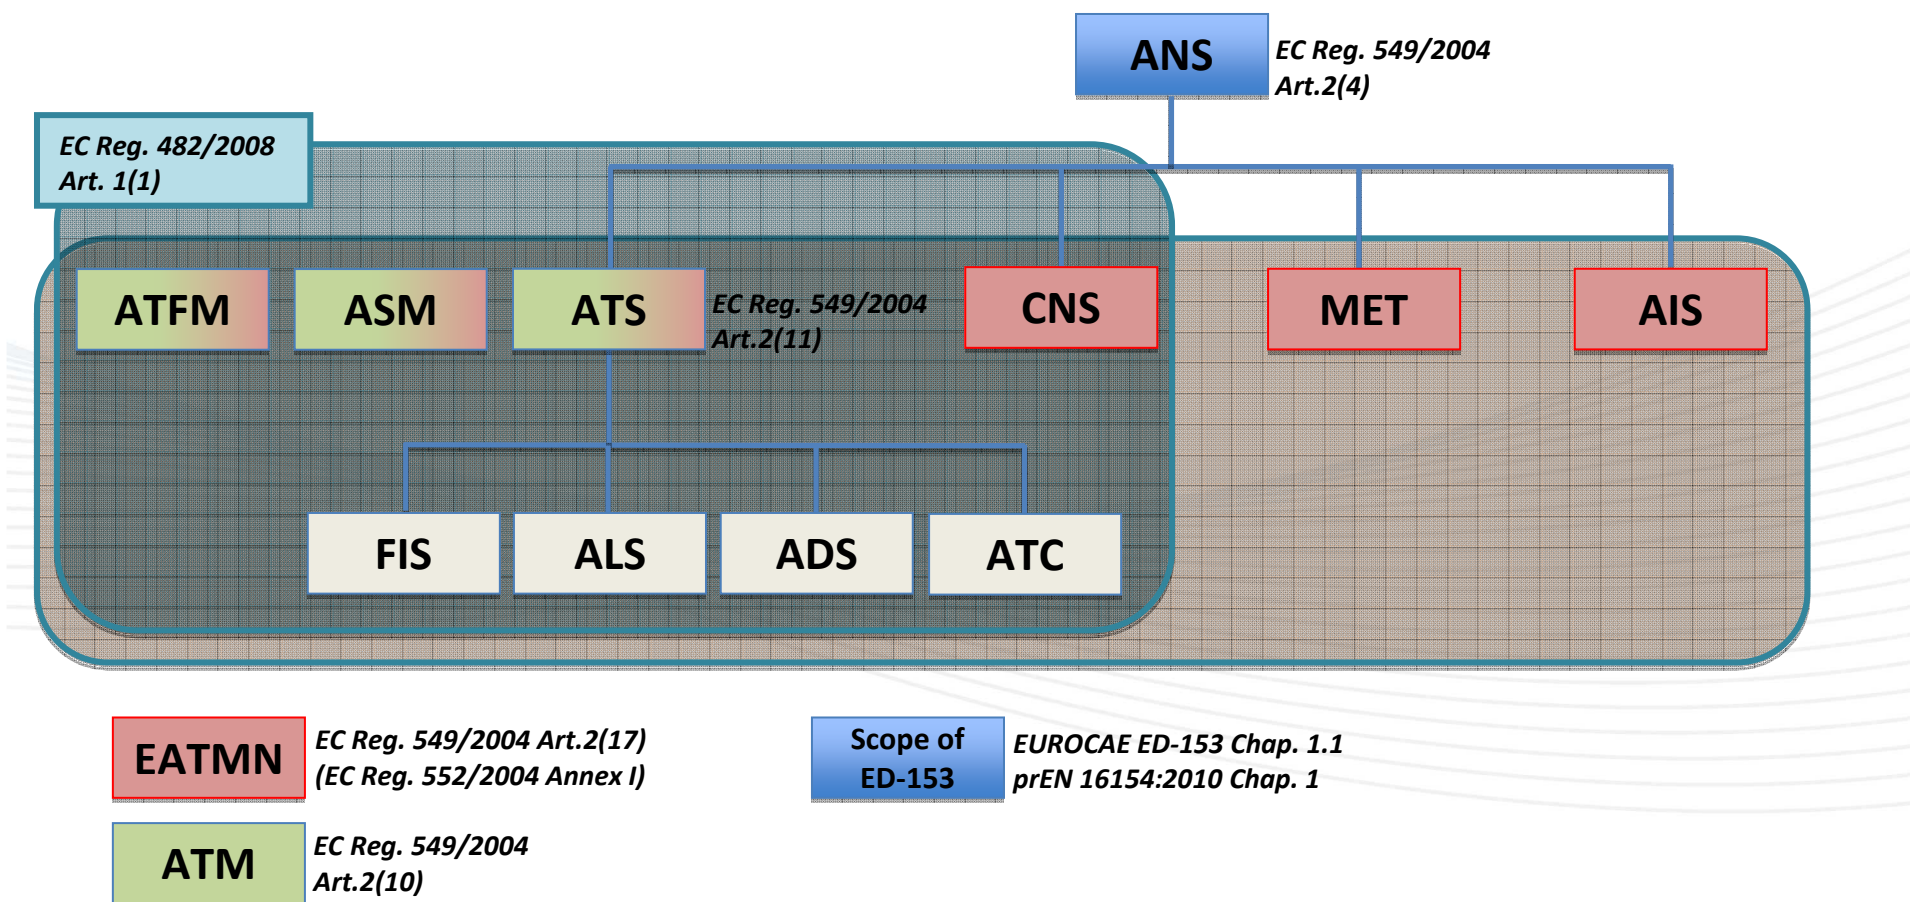 ANS
EC Reg. 549/2004
Art.2(4)
EC Reg. 482/2008
Art. 1(1)
ATFM
ASM
ATS
EC Reg. 549/2004
Art.2(11)
CNS
MET
AIS
FIS
ALS
ADS
ATC
EATMN
EC Reg. 549/2004 Art.2(17)
(EC Reg. 552/2004 Annex I)
Scope of
ED-153
EUROCAE ED-153 Chap. 1.1
prEN 16154:2010 Chap. 1
ATM
EC Reg. 549/2004
Art.2(10)